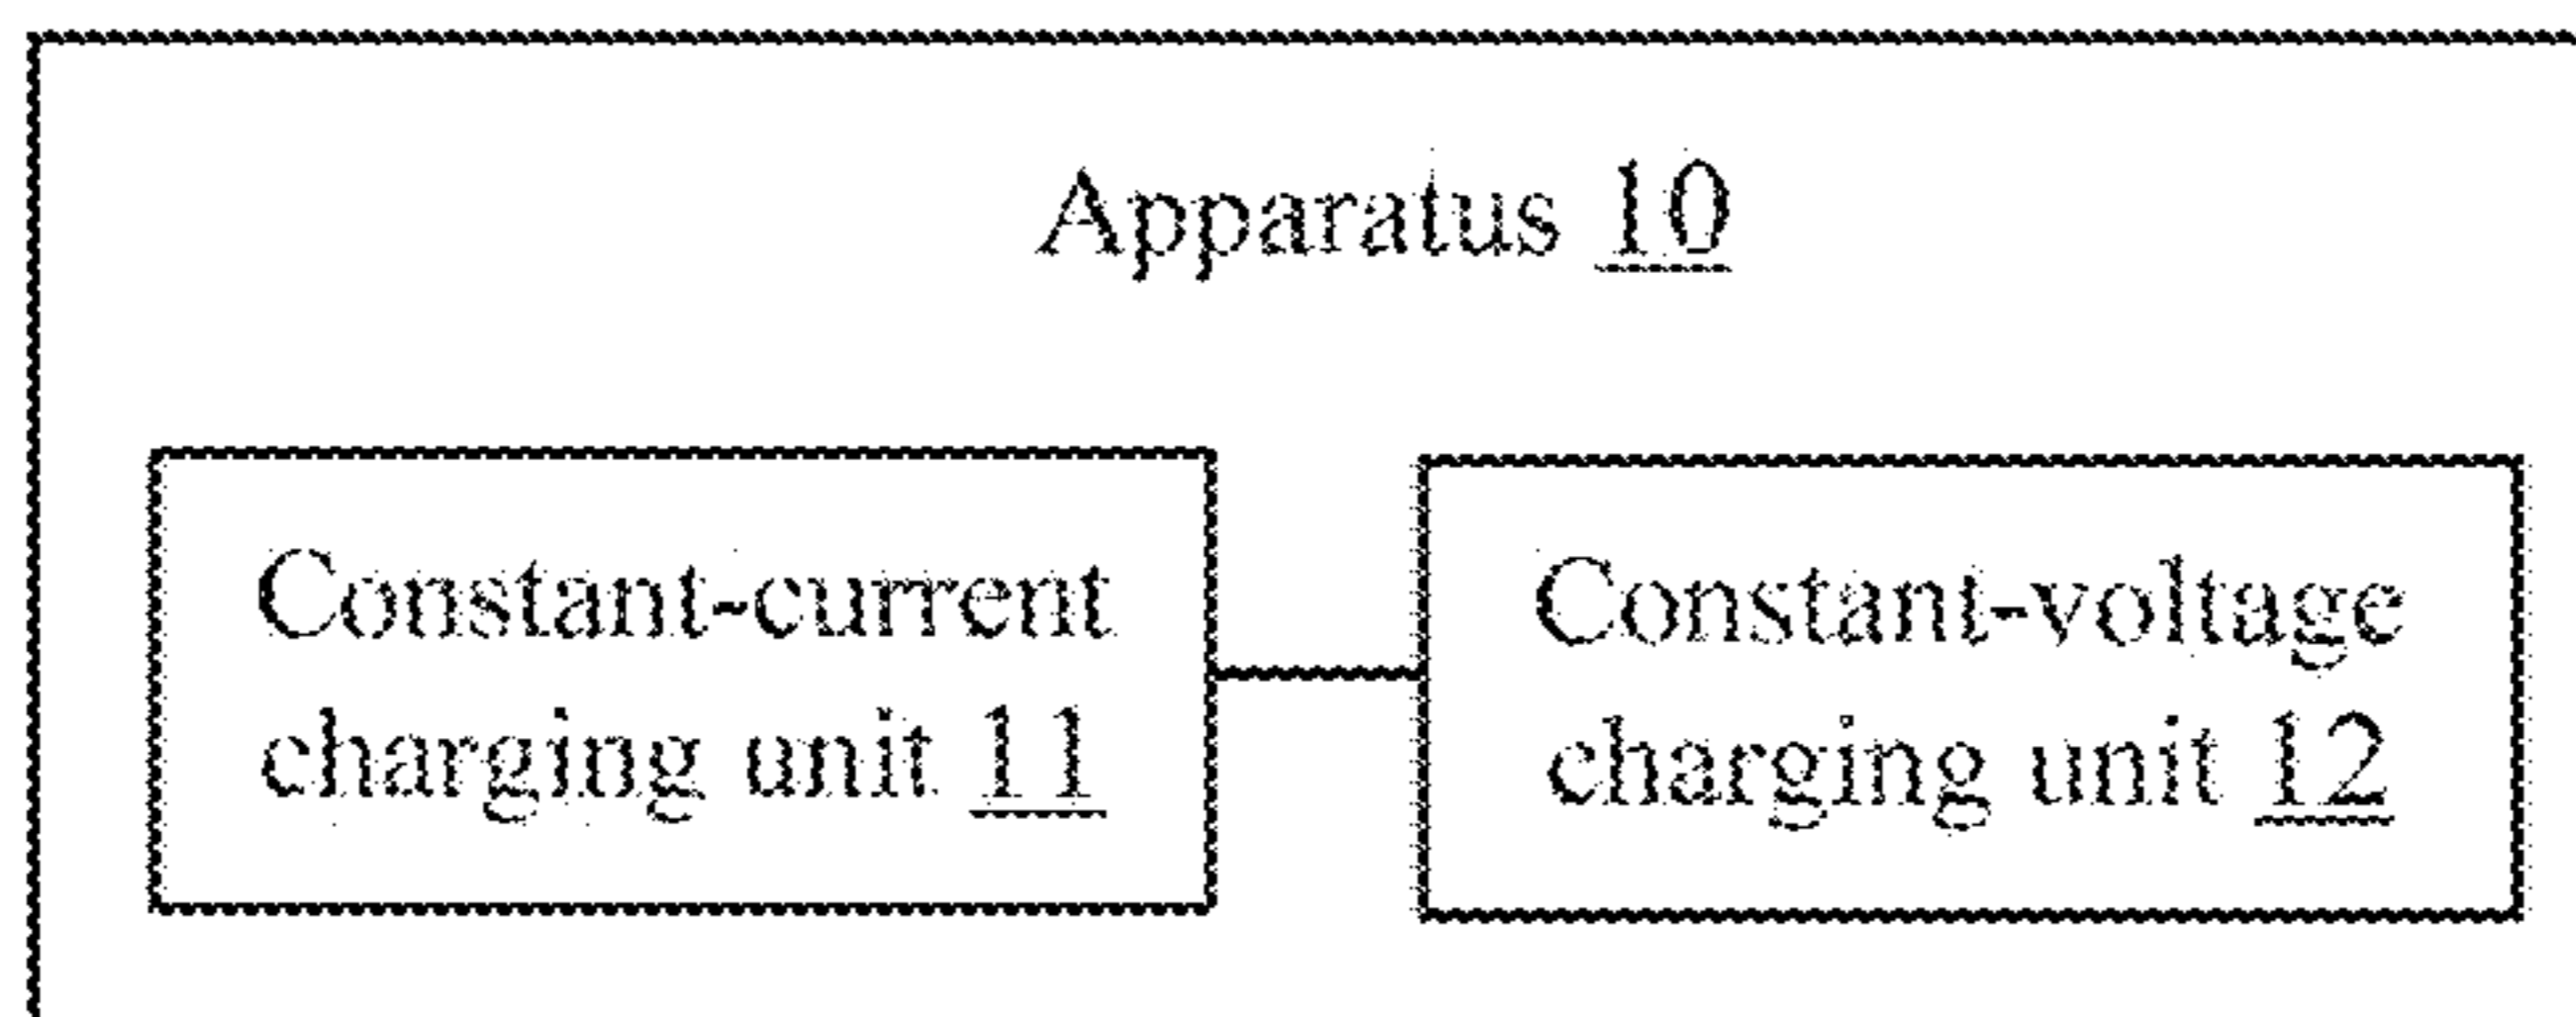 Apparatus 10
Constant-current
charging unit 11
Constant-voltage
charging unit 12